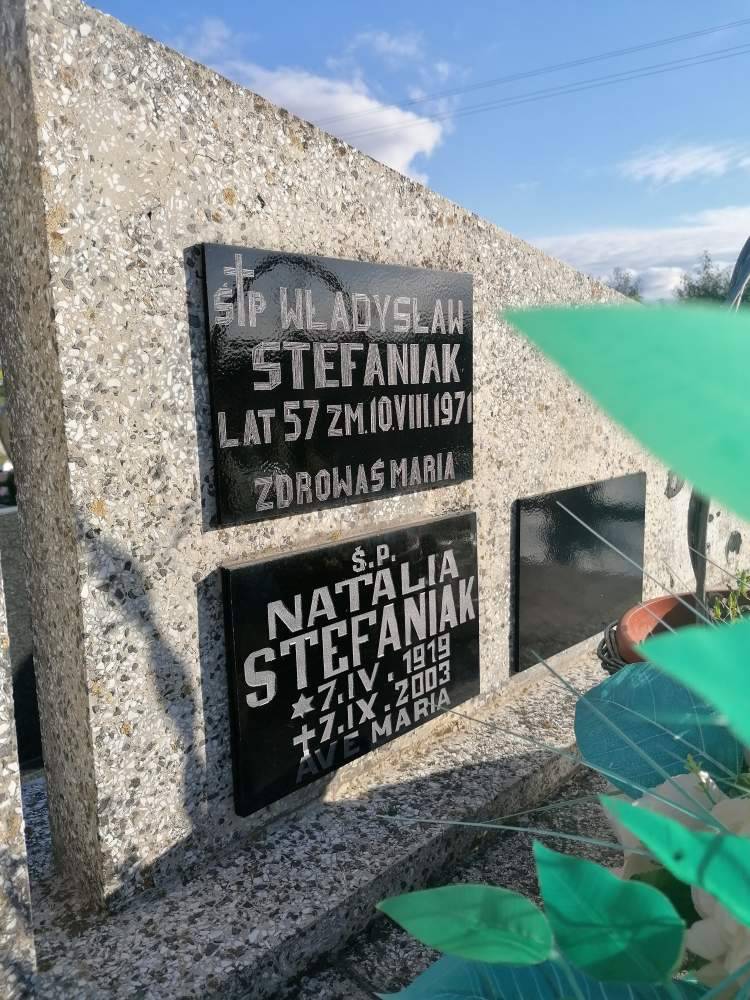 Ś†P WŁADYSŁAW
STEFANIAK
LAT 57 ZM.10.VIII.1971
ZDROWAŚ MARIA
Ś.P.
NATALIA
STEFANIAK
★7.IV.1919
+7.IX.2003
AVE MARIA